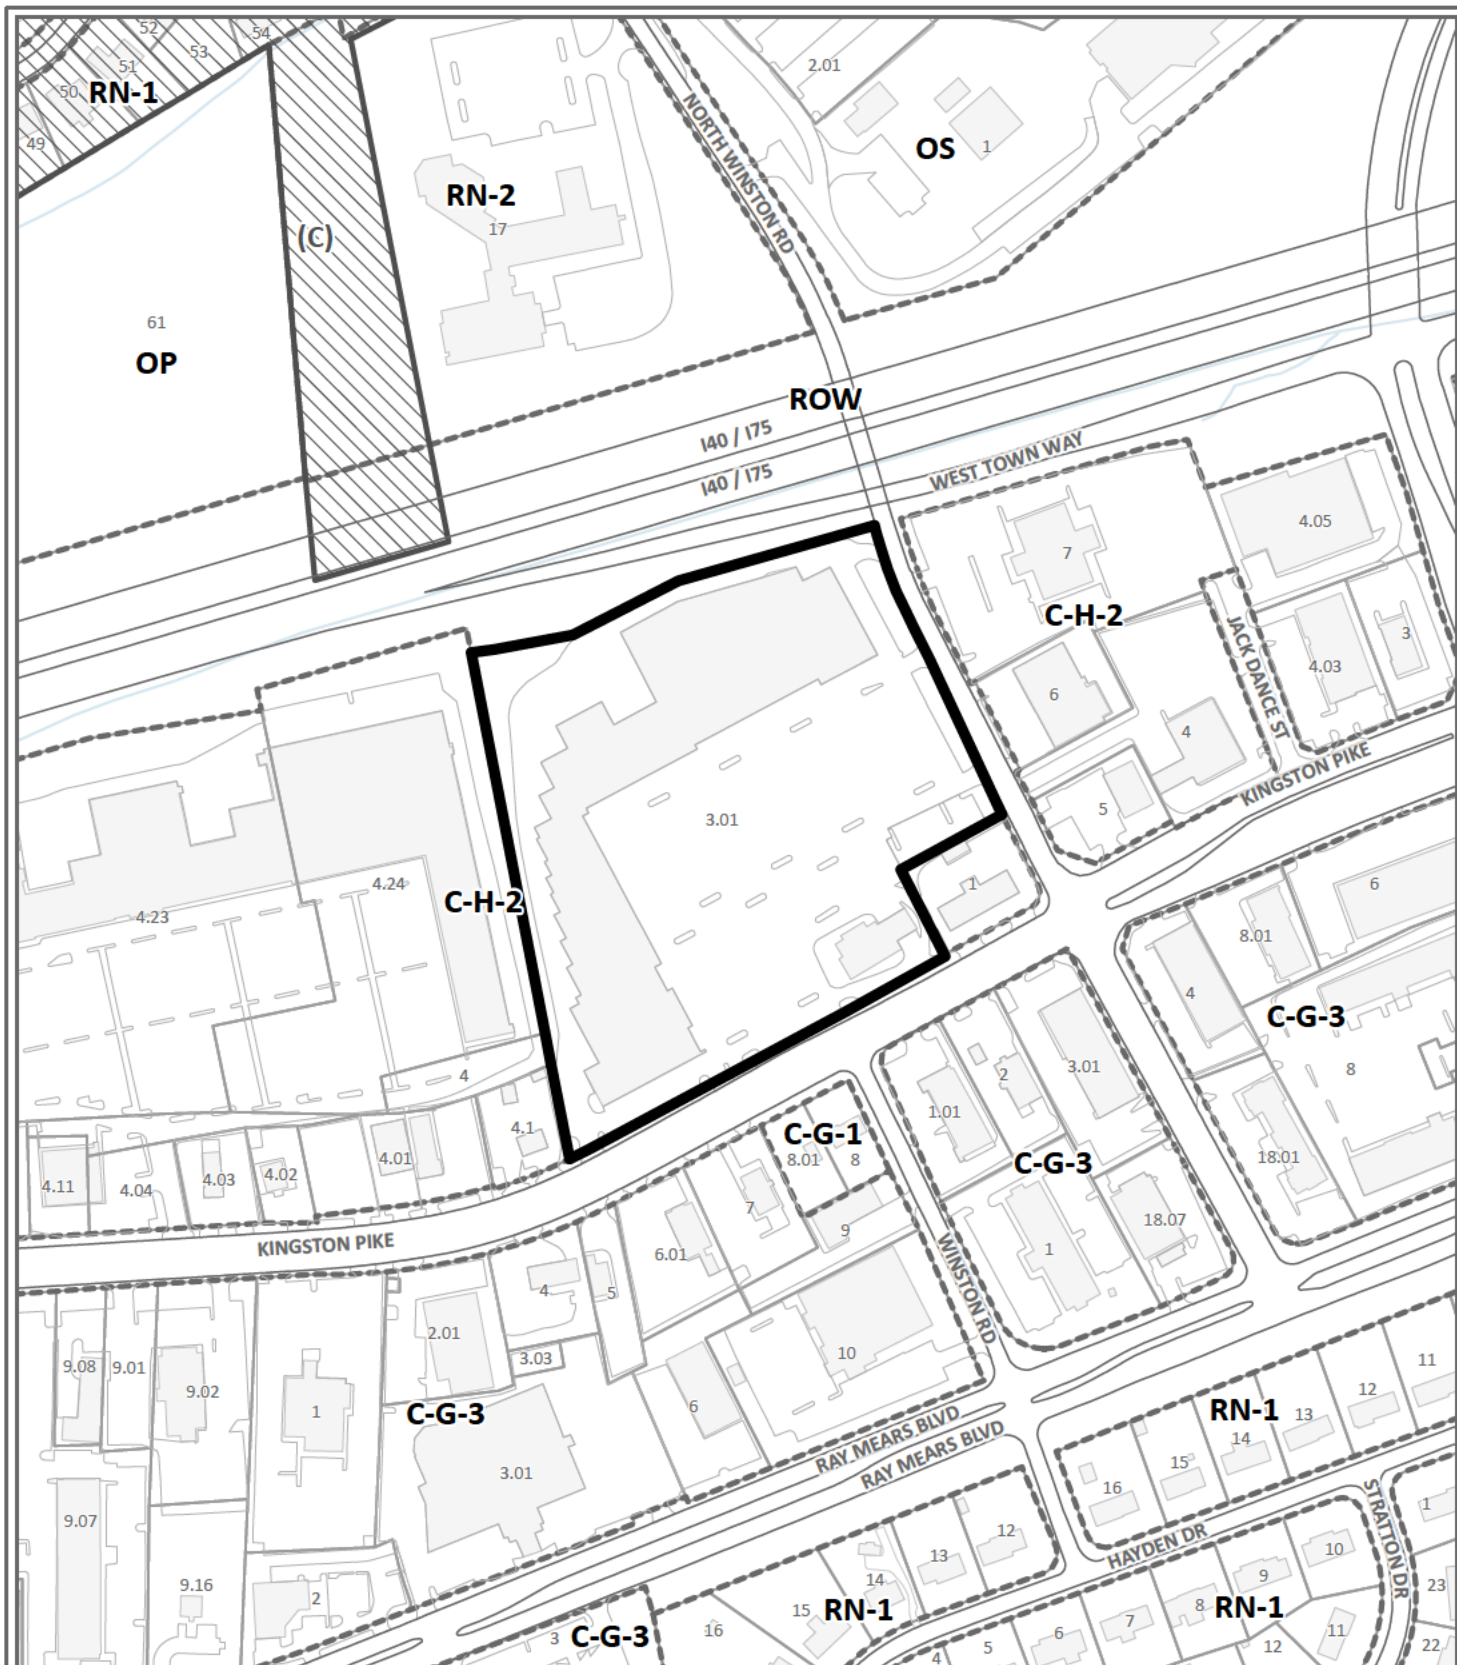 52
54
53
51
RN-1
50
49
2.01
NORTH WINSTON RD
OS
1
RN-2
17
(C)
61
OP
ROW
I40 / I75
I40 / I75
WEST TOWN WAY
4.05
7
C-H-2
3
JACK DANCE ST
4.03
6
4
KINGSTON PIKE
5
3.01
4.24
C-H-2
4.23
1
6
8.01
4
C-G-3
8
3.01
2
1.01
4
4.1
C-G-1
8.01
8
C-G-3
18.01
4.01
4.02
4.03
4.04
4.11
7
9
6.01
18.07
1
KINGSTON PIKE
WINSTON RD
4
5
2.01
3.03
10
9.08
9.01
9.02
1
6
C-G-3
11
12
RN-1
13
14
15
16
RAY MEARS BLVD
RAY MEARS BLVD
3.01
9.07
STRATTON DR
1
HAYDEN DR
12
13
14
10
9
8
RN-1
7
6
5
4
9.16
2
15
RN-1
16
3
C-G-3
23
11
12
22